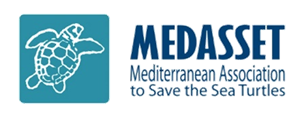 MEDASSET
Mediterranean Association
to Save the Sea Turtles